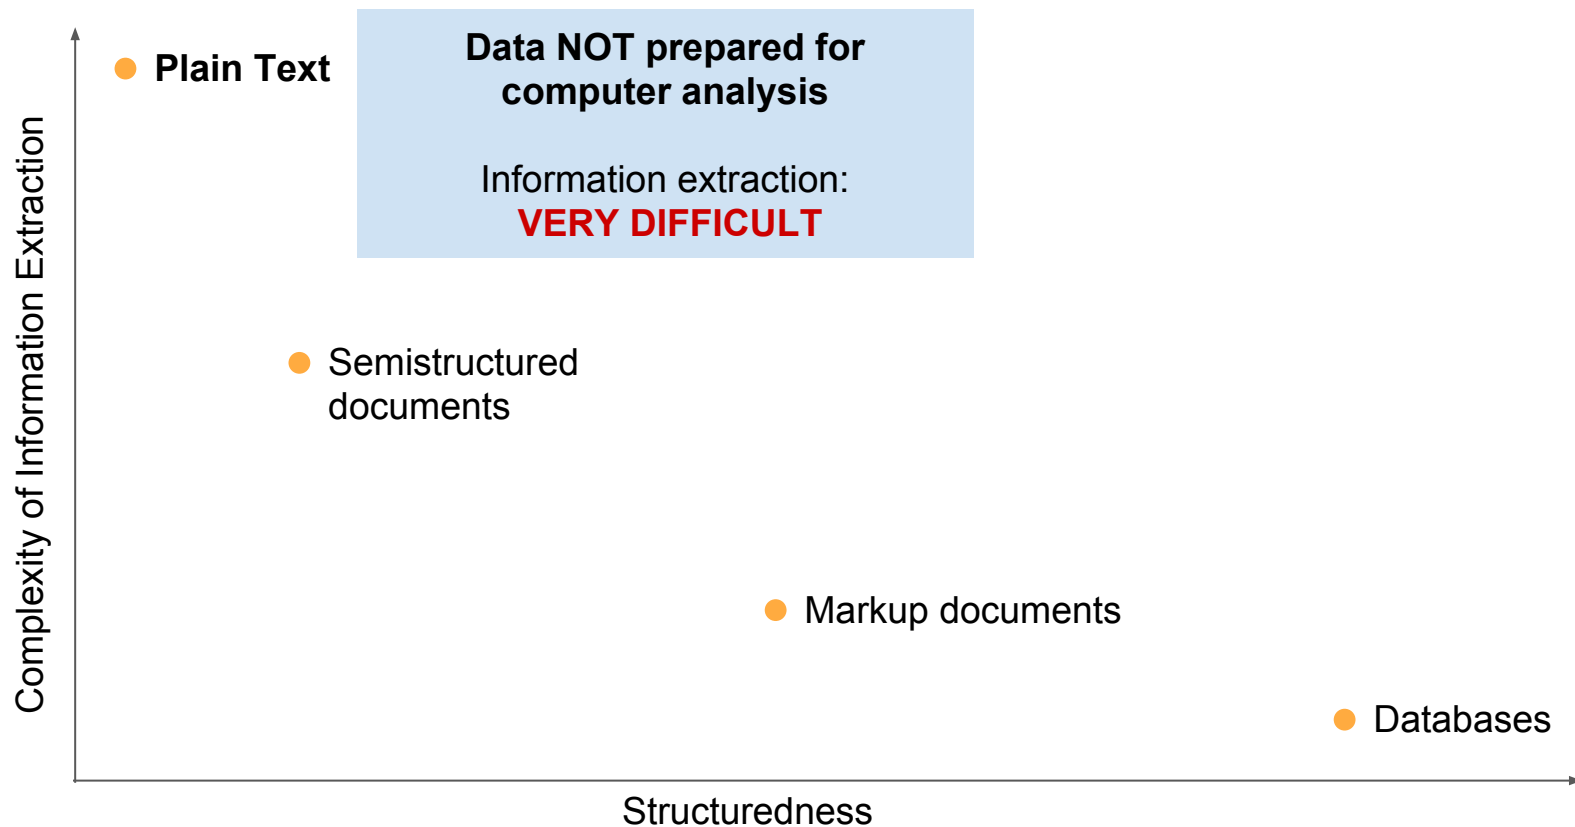 Plain Text
Data NOT prepared for
computer analysis
Information extraction:
VERY DIFFICULT
Complexity of Information Extraction
Semistructured
documents
Markup documents
Databases
Structuredness